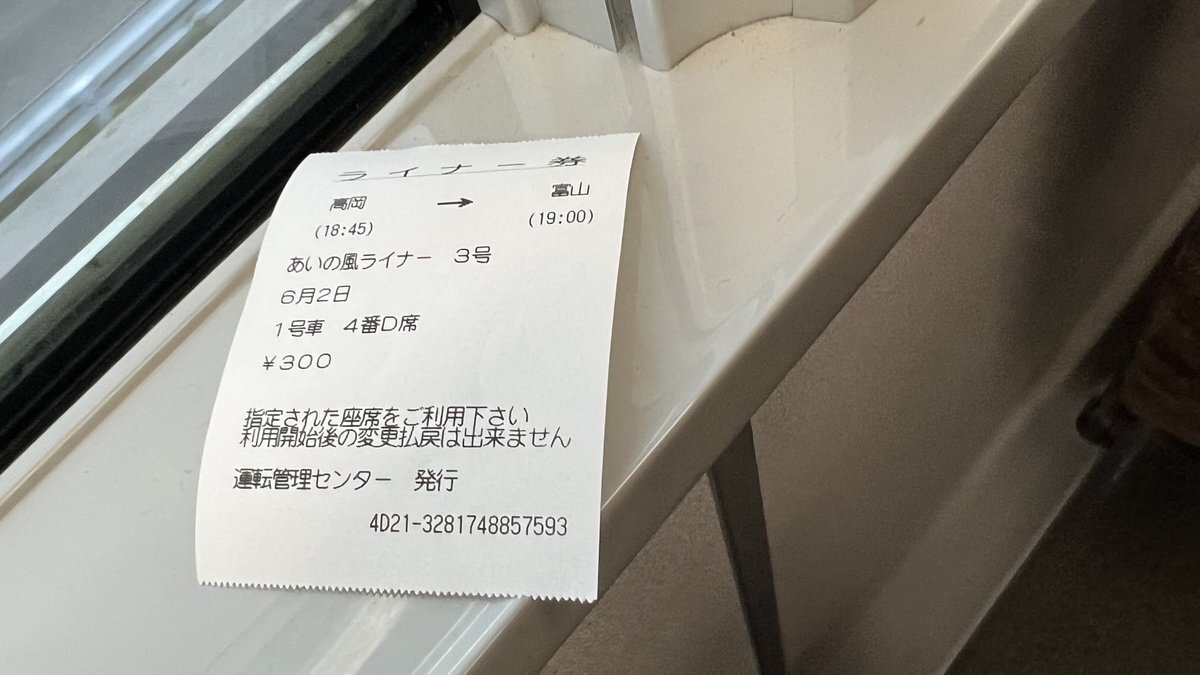 ライナー券
高岡 → 富山
(18:45) (19:00)
あいの風ライナー 3号
6月2日
1号車 4番D席
¥300
指定された座席をご利用下さい
利用開始後の変更払戻は出来ません
運転管理センター 発行
4D21-3281748857593